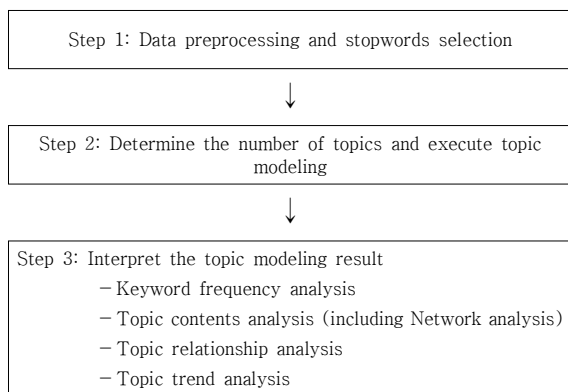 Step 1: Data preprocessing and stopwords selection
Step 2: Determine the number of topics and execute topic
modeling
Step 3: Interpret the topic modeling result
- Keyword frequency analysis
- Topic contents analysis (including Network analysis)
- Topic relationship analysis
- Topic trend analysis